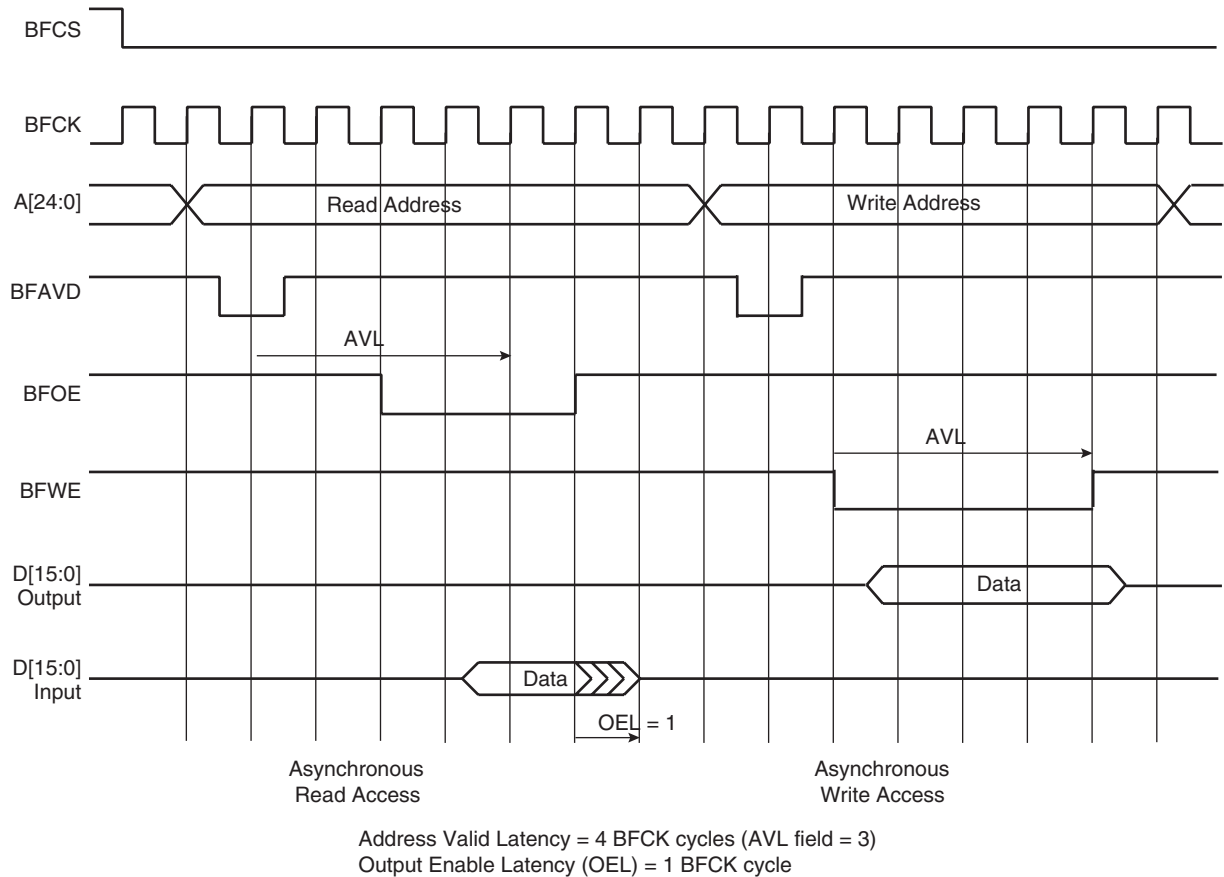 BFCS
BFCK
A[24:0]
Read Address
Write Address
BFAVD
AVL
BFOE
AVL
BFWE
D[15:0]
Output
Data
D[15:0]
Input
Data
OEL = 1
Asynchronous
Read Access
Asynchronous
Write Access
Address Valid Latency = 4 BFCK cycles (AVL field = 3)
Output Enable Latency (OEL) = 1 BFCK cycle